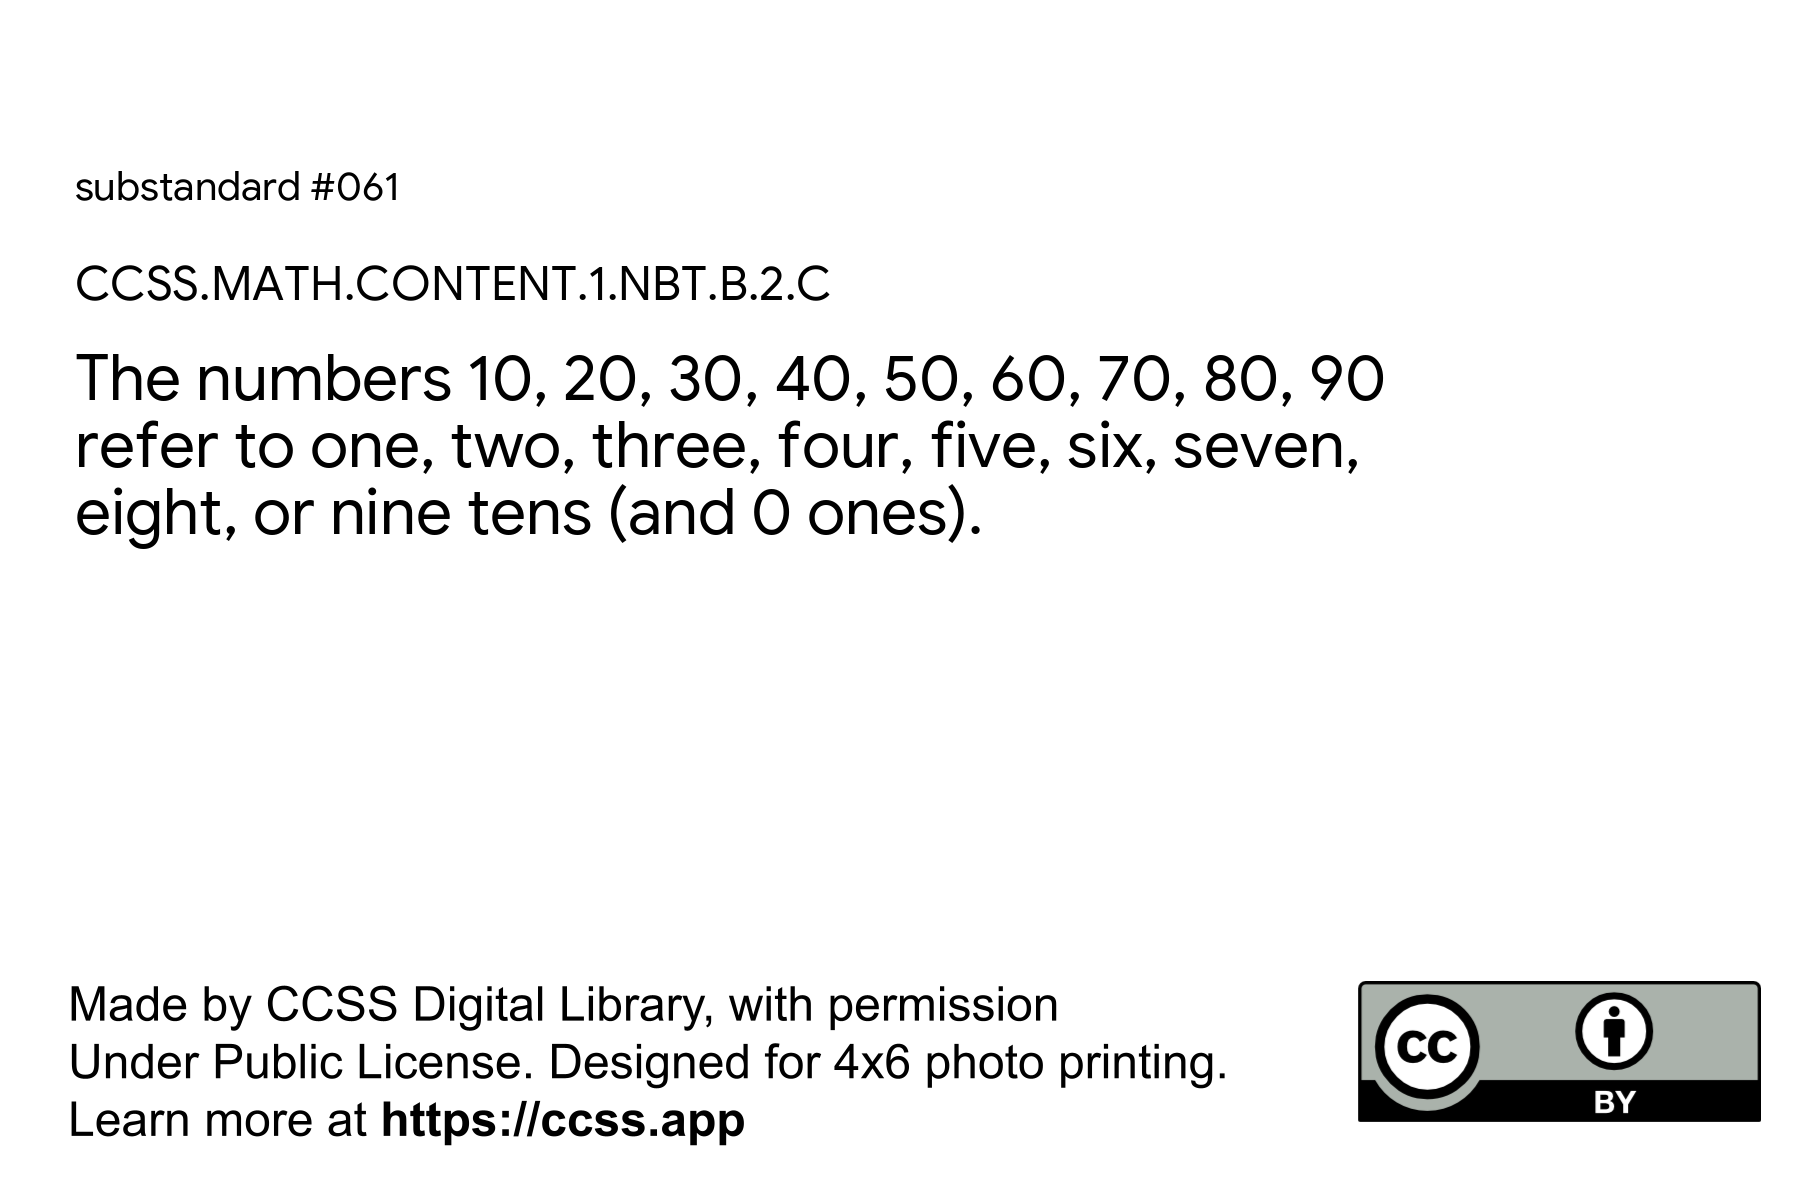 substandard #061
CCSS.MATH.CONTENT.1.NBT.B.2.C
The numbers 10, 20, 30, 40, 50, 60, 70, 80, 90
refer to one, two, three, four, five, six, seven,
eight, or nine tens (and 0 ones).
Made by CCSS Digital Library, with permission
Under Public License. Designed for 4x6 photo printing.
Learn more at https://ccss.app
cc
BY